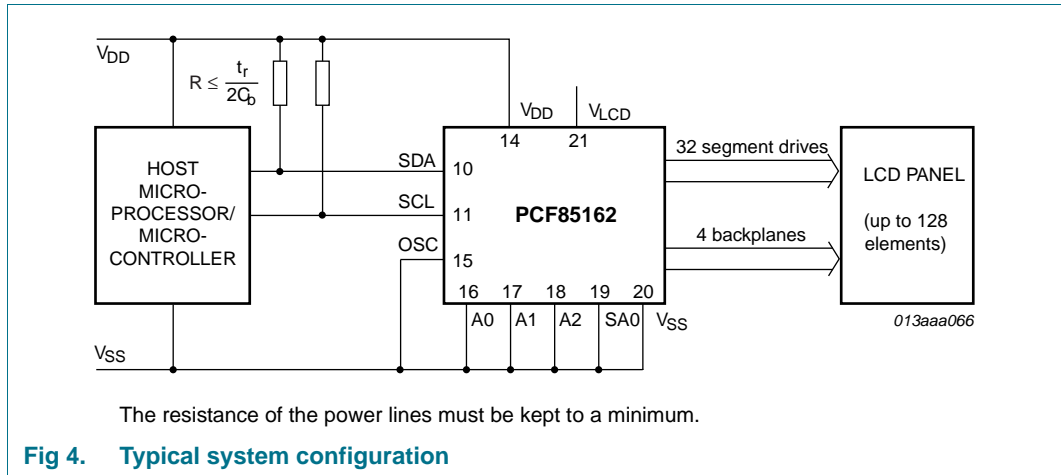 VDD
R ≤ tr
2Cb
VDD
VLCD
14
21
HOST
MICRO-
PROCESSOR/
MICRO-
CONTROLLER
SDA
10
SCL
11
PCF85162
OSC
15
16 17 18 19 20
A0 A1 A2 SA0 VSS
32 segment drives
4 backplanes
LCD PANEL
(up to 128
elements)
013aaa066
VSS
The resistance of the power lines must be kept to a minimum.
Fig 4. Typical system configuration